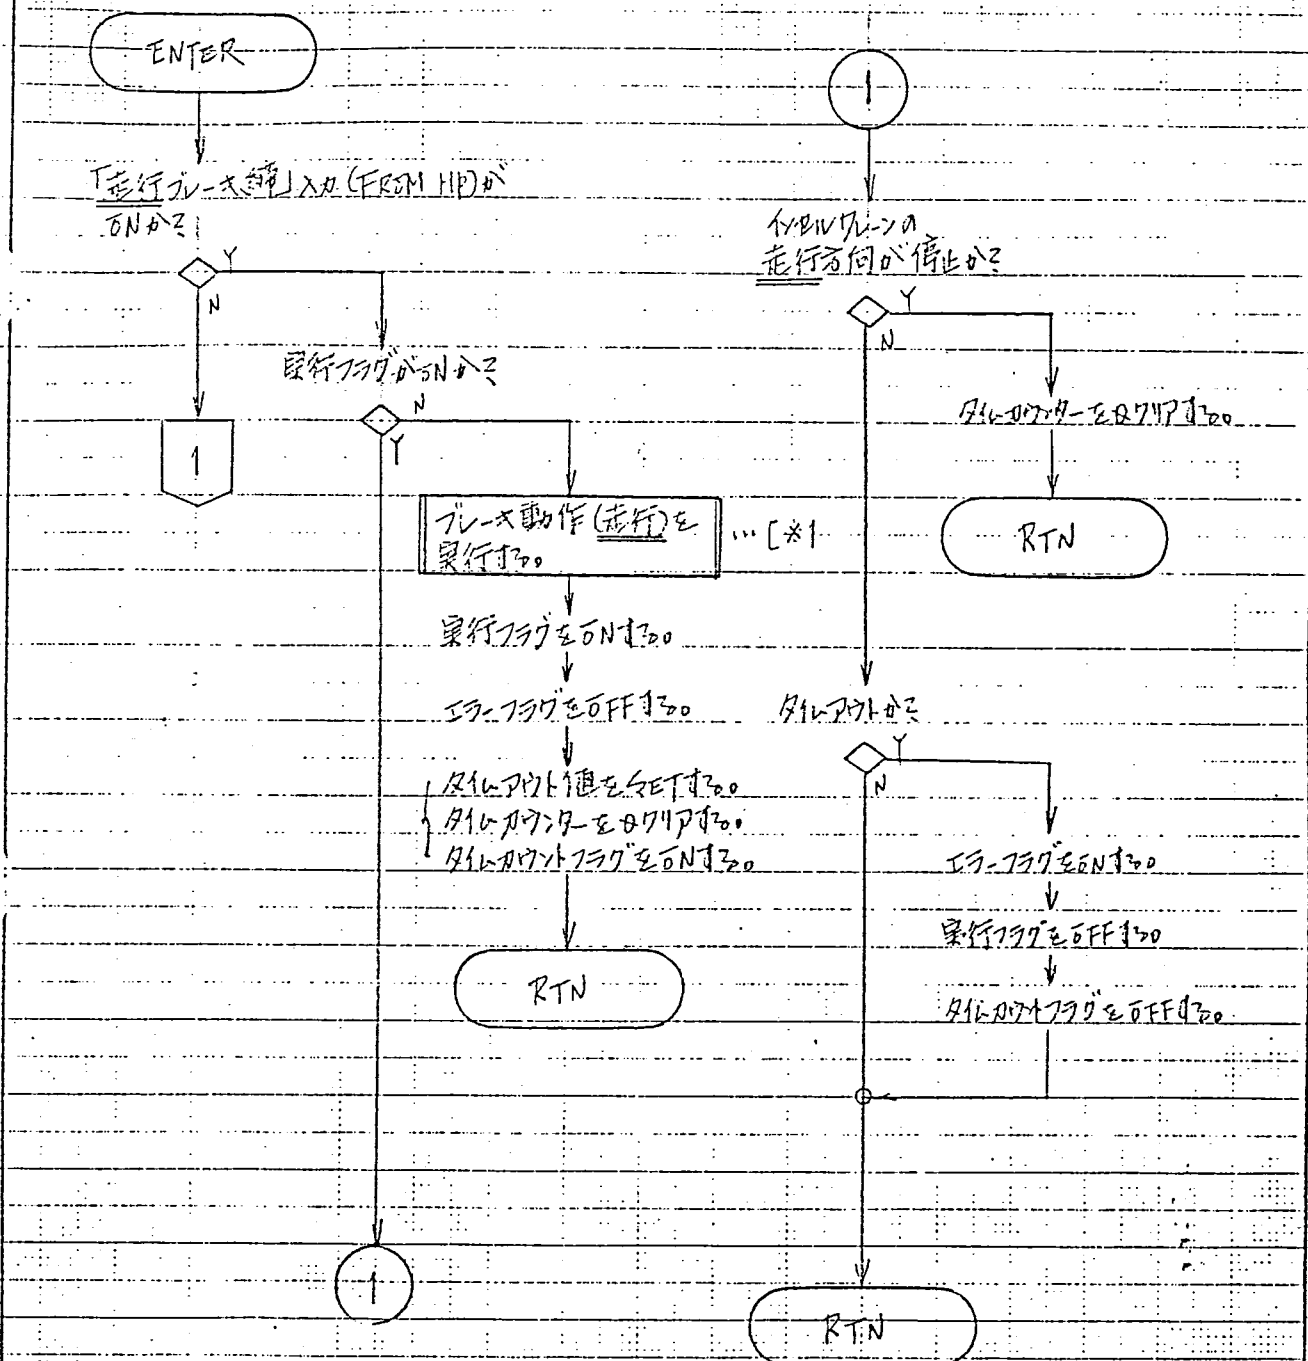 ENTER
「走行ブレーキ締」入力(FROM HP)が
ONか?
Y
N
実行フラグがONか?
N
Y
1
ブレーキ動作(走行)を
実行する。
…[※1
実行フラグをONする。
エラーフラグをOFFする。
タイムアウト値をSETする。
タイムカウンターを0クリアする。
タイムカウントフラグをONする。
RTN
1
1
インセルクレーンの
走行方向が停止か?
Y
N
タイムカウンターを0クリアする。
RTN
タイムアウトか?
Y
N
エラーフラグをONする。
実行フラグをOFFする。
タイムカウントフラグをOFFする。
RTN